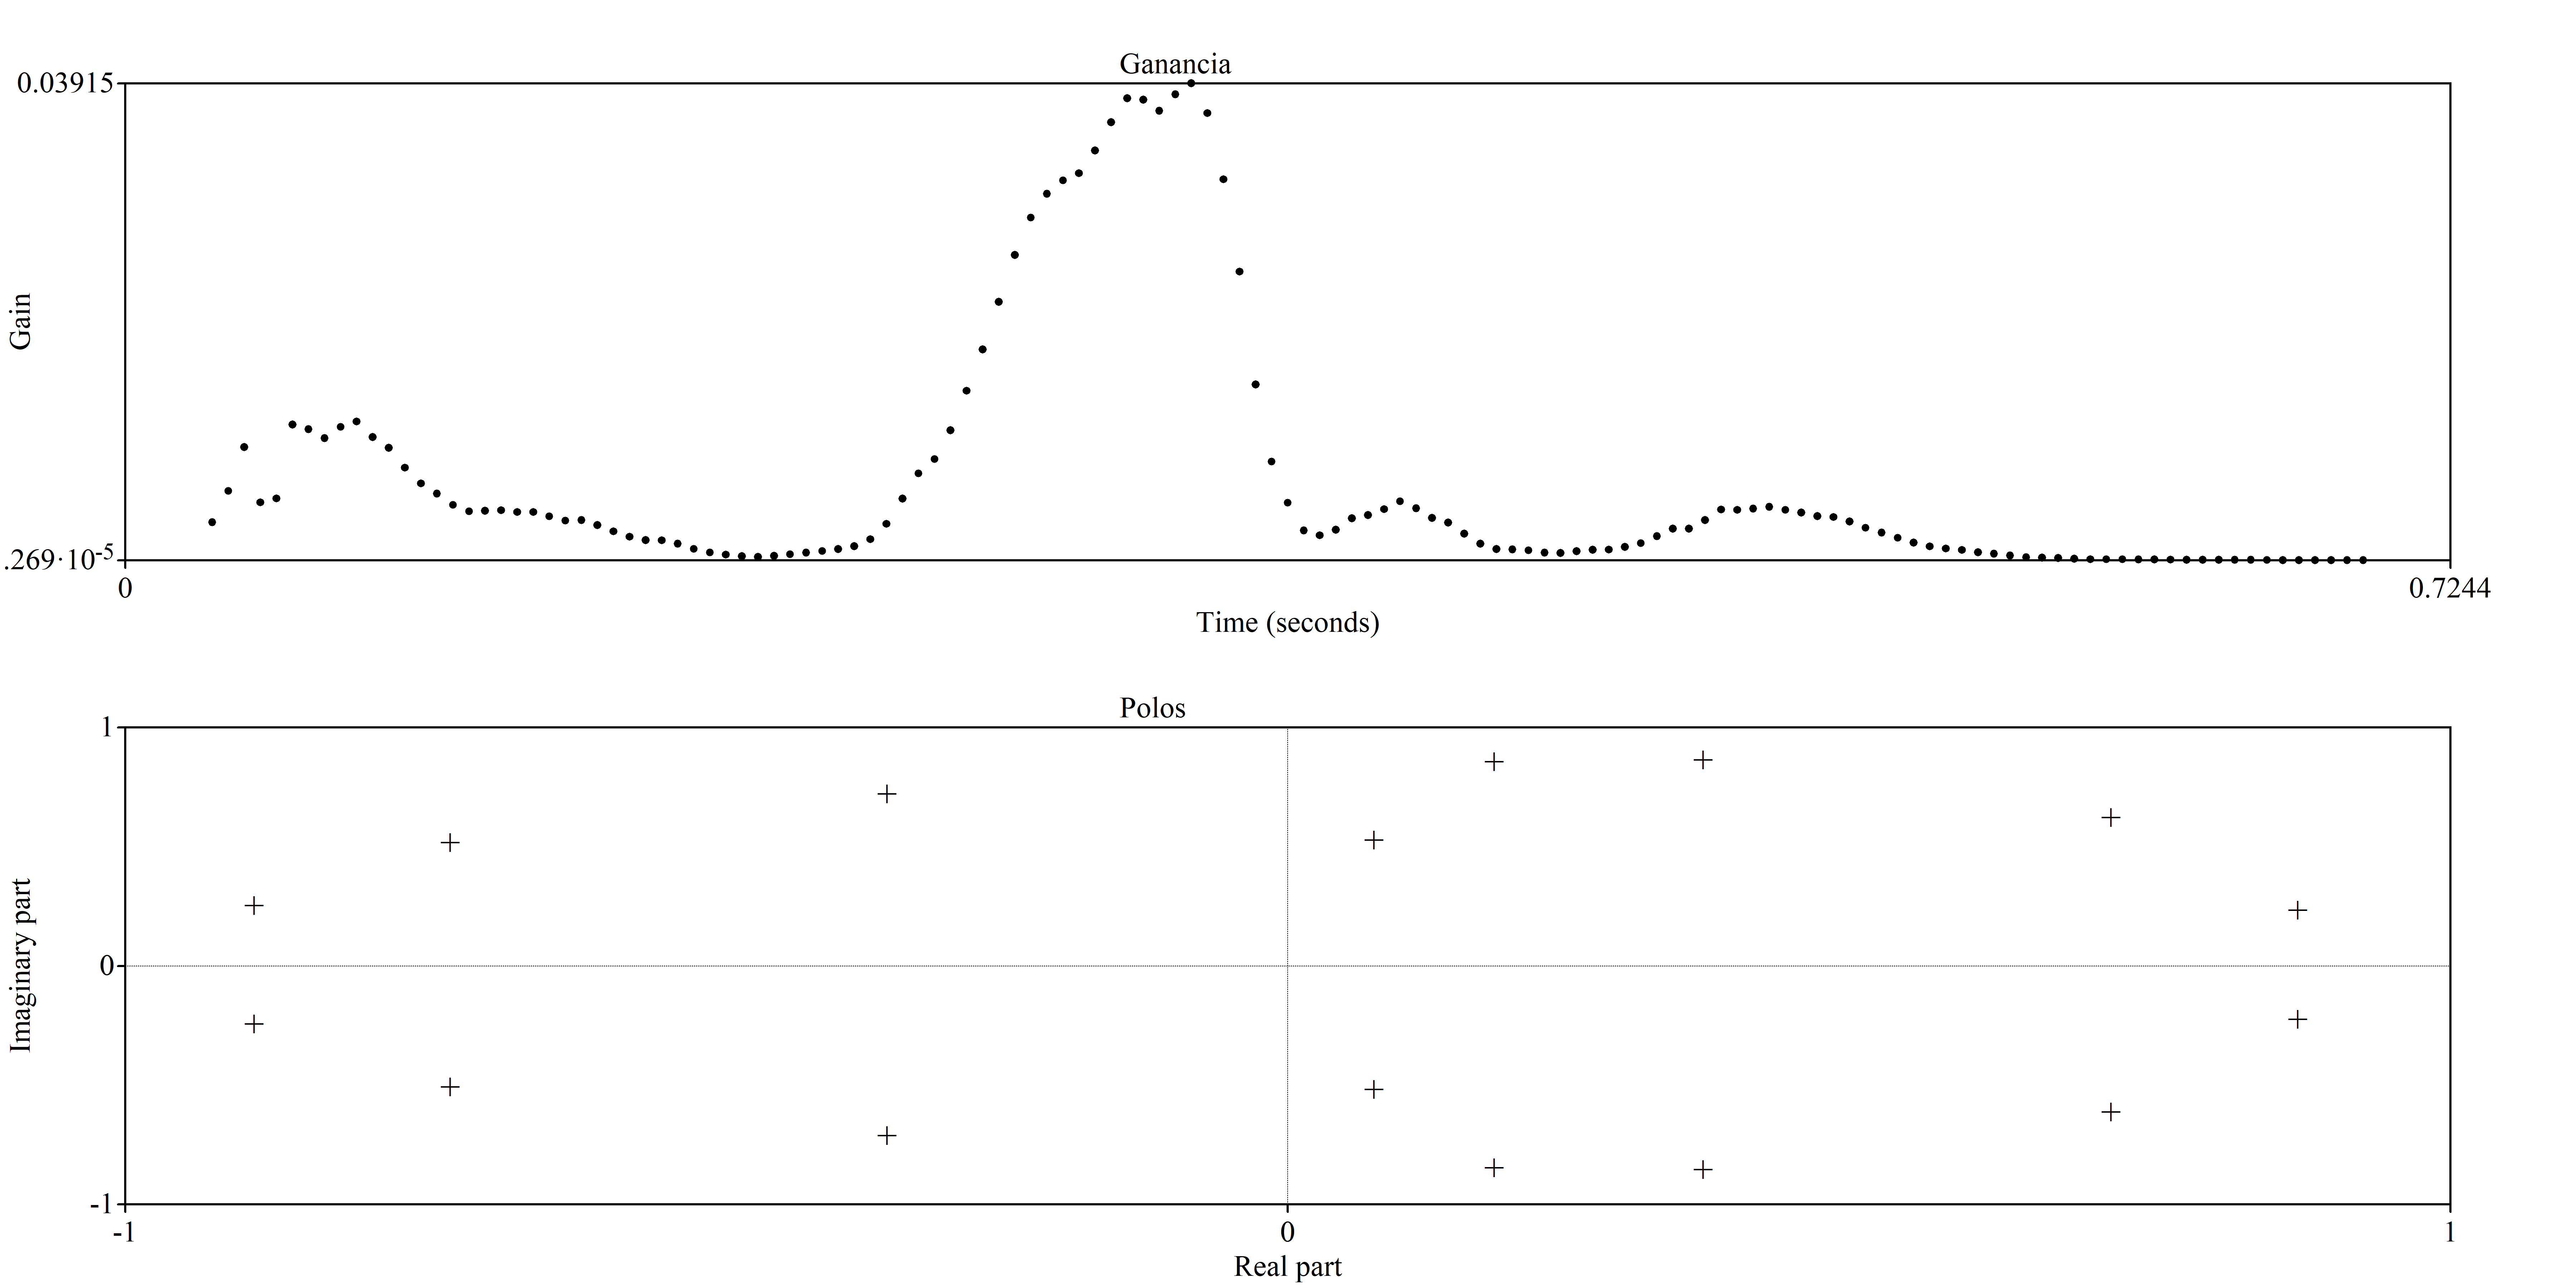 Ganancia
0.03915
Gain
.269·10-5
0
0.7244
Time (seconds)
Polos
1
Imaginary part
0
-1
-1
0
1
Real part